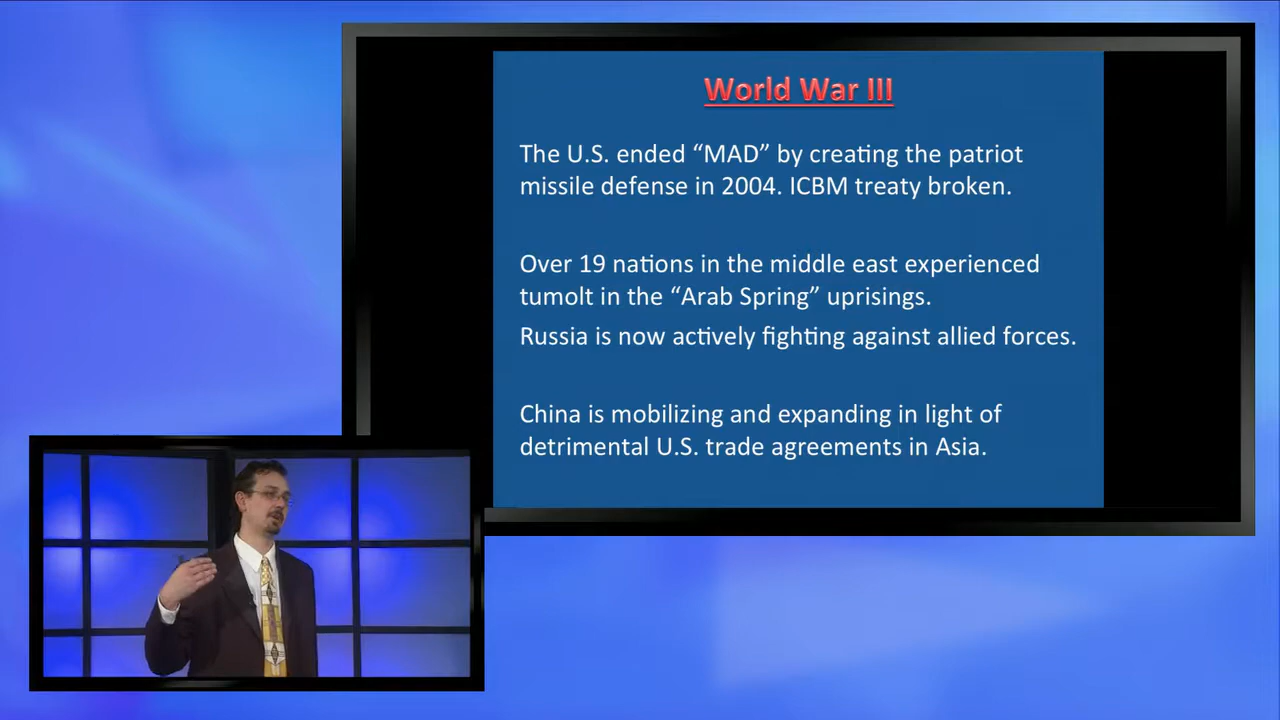 World War III
The U.S. ended “MAD” by creating the patriot
missile defense in 2004. ICBM treaty broken.
Over 19 nations in the middle east experienced
tumolt in the “Arab Spring” uprisings.
Russia is now actively fighting against allied forces.
China is mobilizing and expanding in light of
detrimental U.S. trade agreements in Asia.